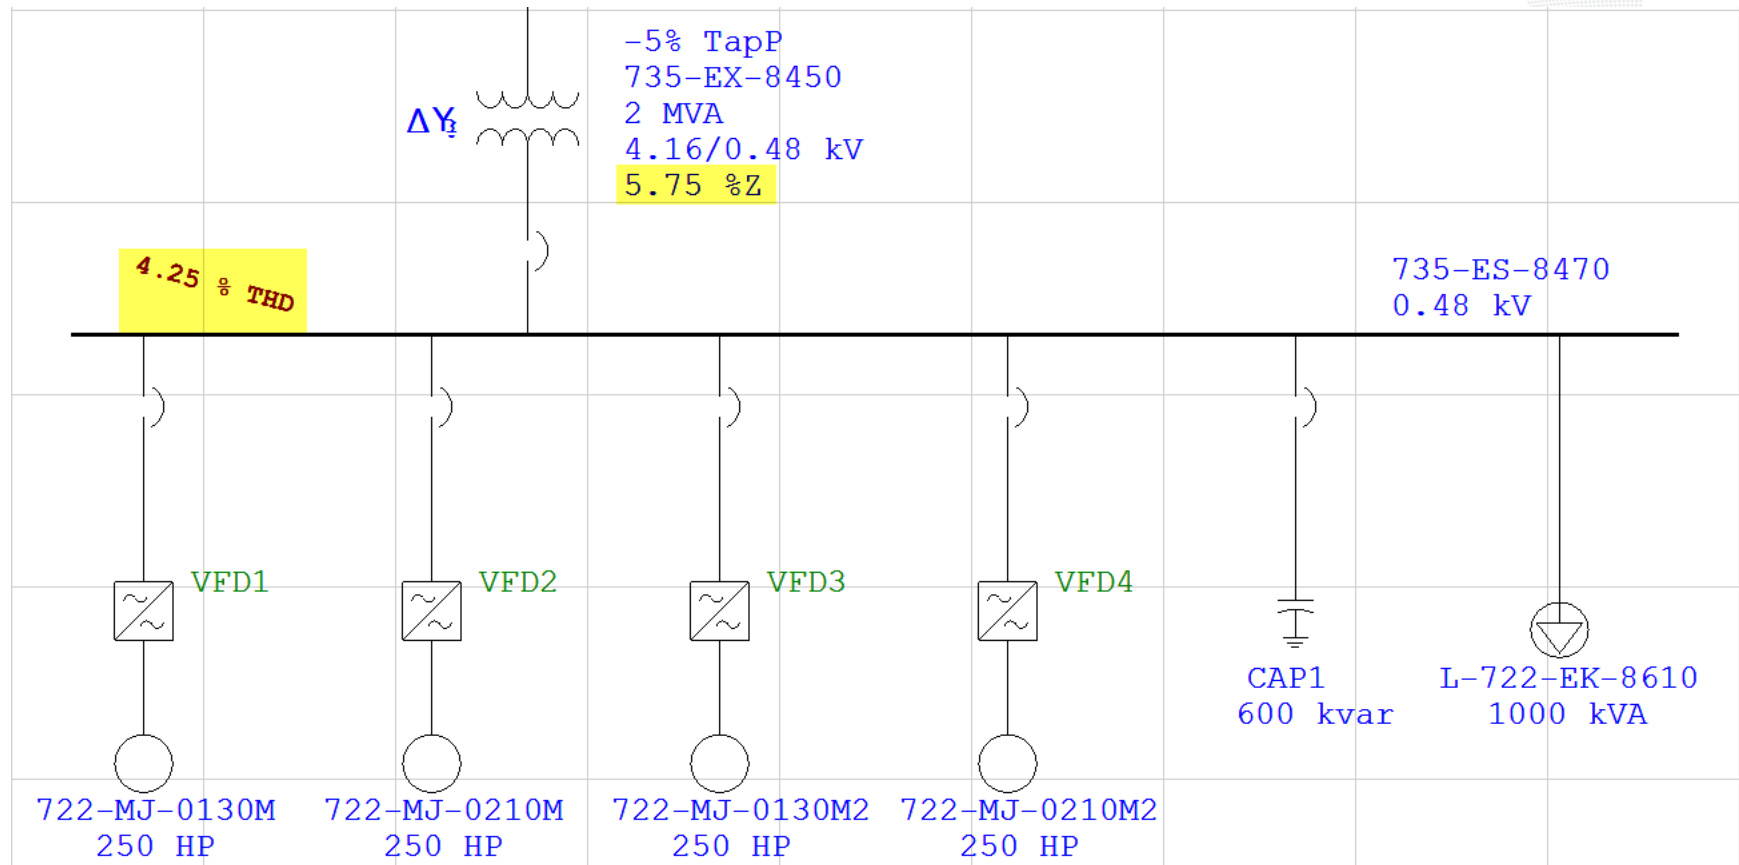 -5% TapP
735-EX-8450
2 MVA
4.16/0.48 kV
5.75 %Z
ΔY
4.25 % THD
735-ES-8470
0.48 kV
VFD1
VFD2
VFD3
VFD4
CAP1
600 kvar
L-722-EK-8610
1000 kVA
722-MJ-0130M
250 HP
722-MJ-0210M
250 HP
722-MJ-0130M2
250 HP
722-MJ-0210M2
250 HP